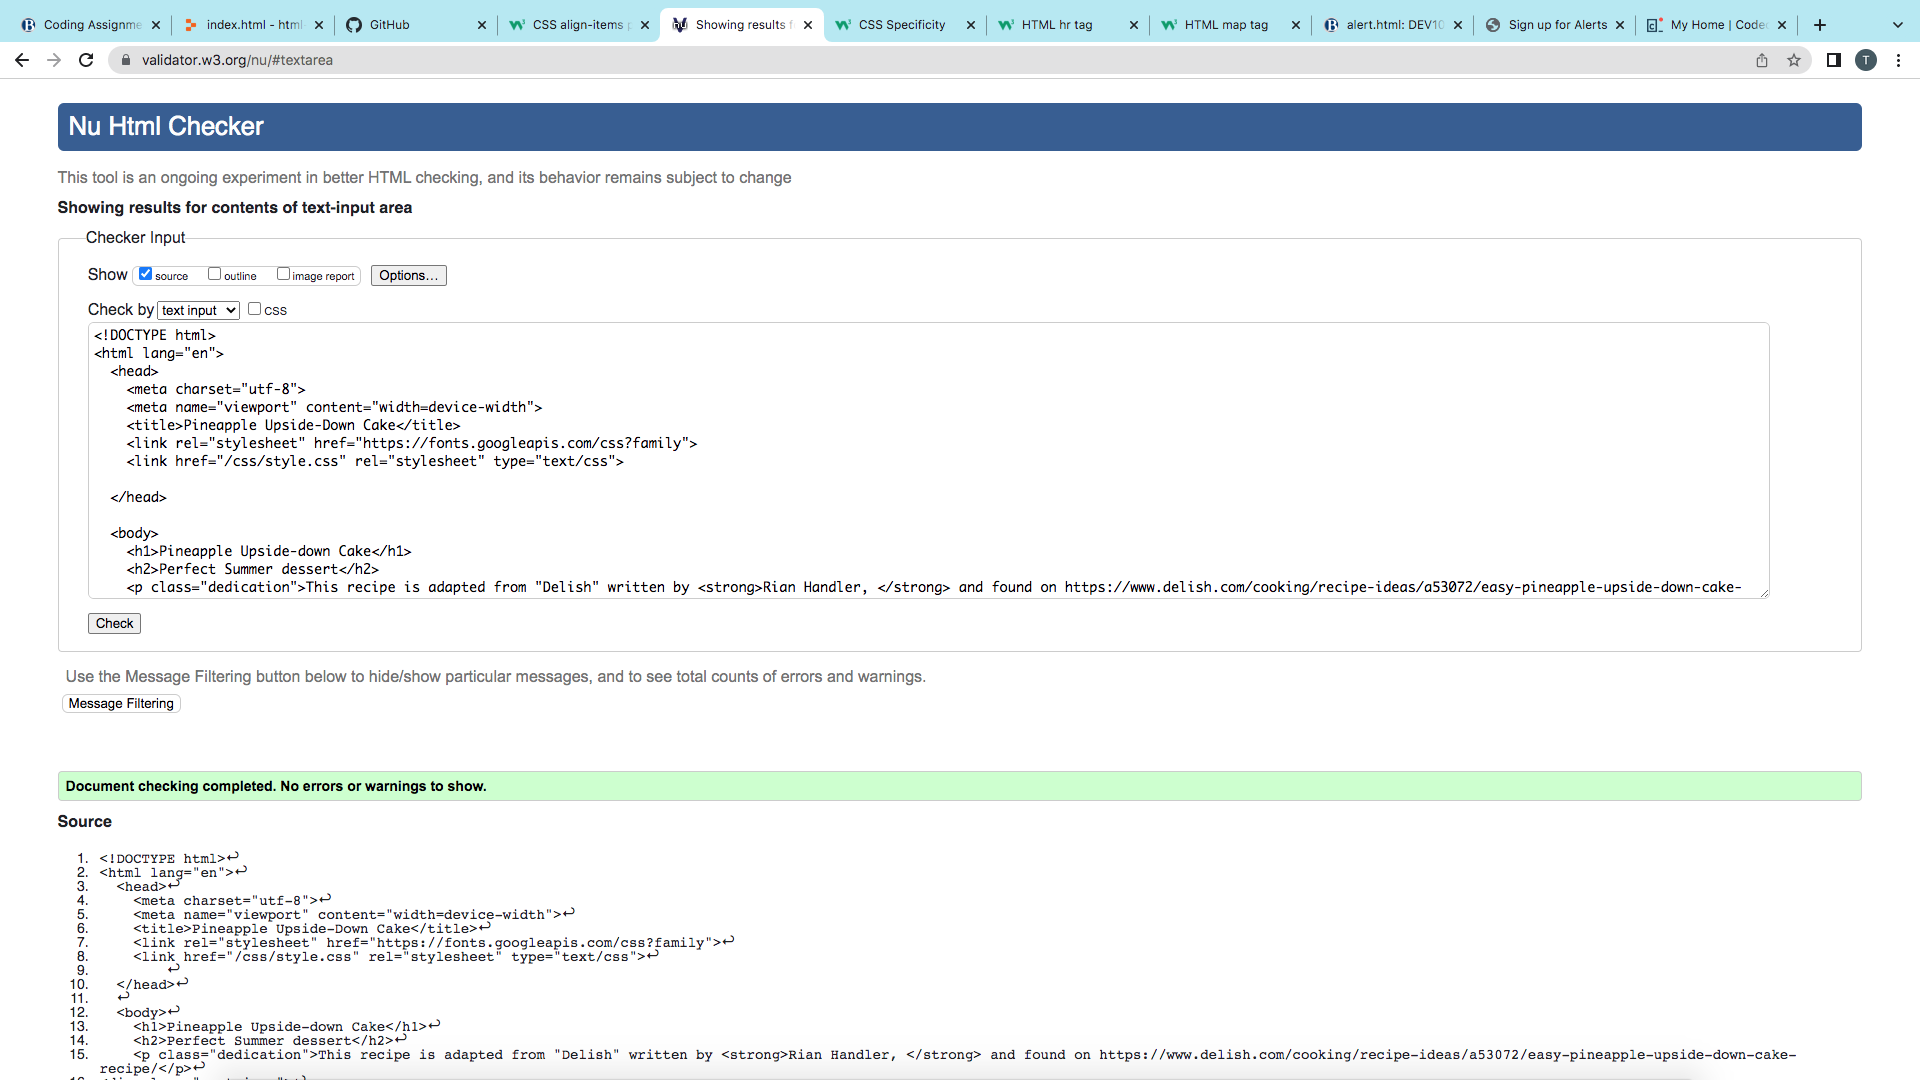 Coding Assignme
index.html - html
GitHub
CSS align-items p
Showing results f
CSS Specificity
HTML hr tag
HTML map tag
alert.html: DEV10
Sign up for Alerts
My Home | Codec
validator.w3.org/nu/#textarea
T
Nu Html Checker
This tool is an ongoing experiment in better HTML checking, and its behavior remains subject to change
Showing results for contents of text-input area
Checker Input
Show source outline image report Options...
Check by text input css
<!DOCTYPE html>
<html lang="en">
<head>
<meta charset="utf-8">
<meta name="viewport" content="width=device-width">
<title>Pineapple Upside-Down Cake</title>
<link rel="stylesheet" href="https://fonts.googleapis.com/css?family">
<link href="/css/style.css" rel="stylesheet" type="text/css">
</head>
<body>
<h1>Pineapple Upside-down Cake</h1>
<h2>Perfect Summer dessert</h2>
<p class="dedication">This recipe is adapted from "Delish" written by <strong>Rian Handler, </strong> and found on https://www.delish.com/cooking/recipe-ideas/a53072/easy-pineapple-upside-down-cake-
Check
Use the Message Filtering button below to hide/show particular messages, and to see total counts of errors and warnings.
Message Filtering
Document checking completed. No errors or warnings to show.
Source
1. <!DOCTYPE html>↩
2. <html lang="en">↩
3. <head>↩
4. <meta charset="utf-8">↩
5. <meta name="viewport" content="width=device-width">↩
6. <title>Pineapple Upside-Down Cake</title>↩
7. <link rel="stylesheet" href="https://fonts.googleapis.com/css?family">↩
8. <link href="/css/style.css" rel="stylesheet" type="text/css">↩
9. ↩
10. </head>↩
11. ↩
12. <body>↩
13. <h1>Pineapple Upside-down Cake</h1>↩
14. <h2>Perfect Summer dessert</h2>↩
15. <p class="dedication">This recipe is adapted from "Delish" written by <strong>Rian Handler, </strong> and found on https://www.delish.com/cooking/recipe-ideas/a53072/easy-pineapple-upside-down-cake-
recipe/</p>↩